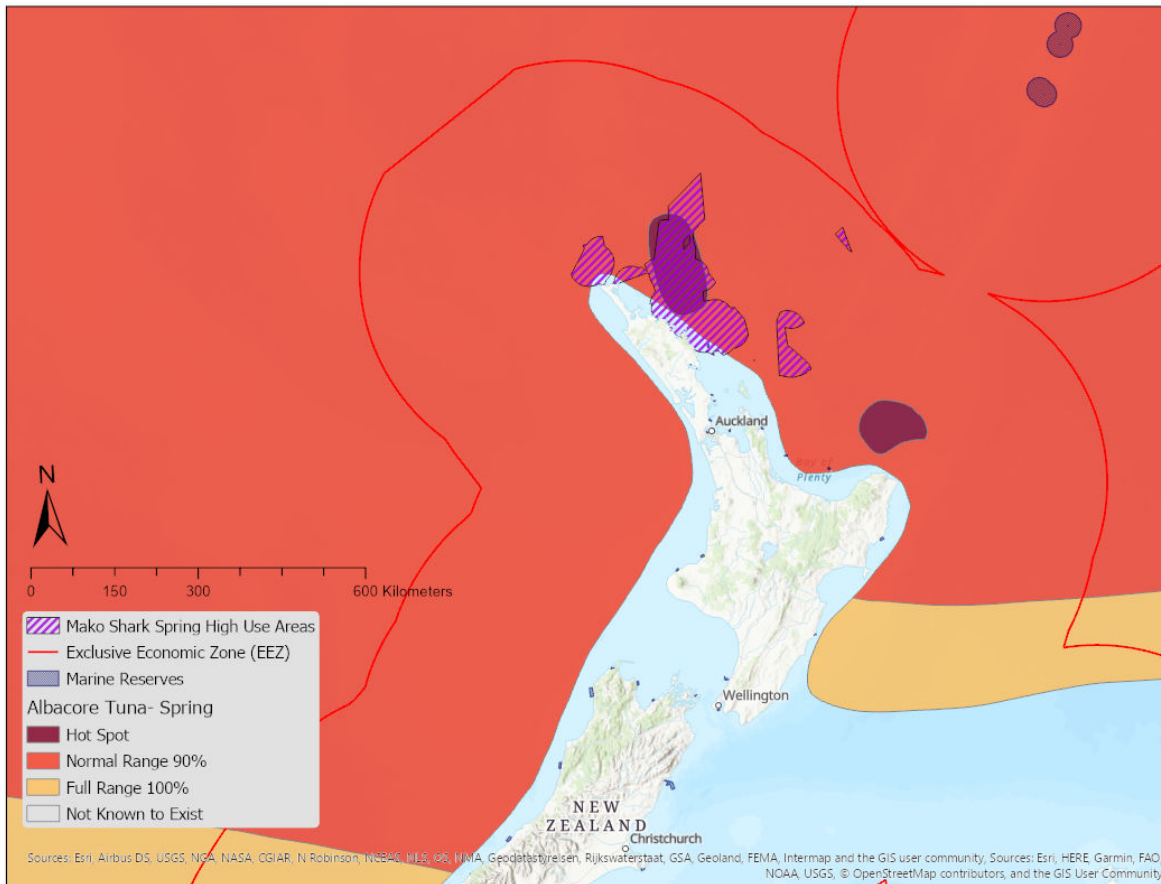 Auckland
Bay of
Plenty
N
0 150 300 600 Kilometers
Mako Shark Spring High Use Areas
Exclusive Economic Zone (EEZ)
Marine Reserves
Albacore Tuna- Spring
Hot Spot
Normal Range 90%
Full Range 100%
Not Known to Exist
Wellington
NEW
ZEALAND
Christchurch
Sources: Esri, Airbus DS, USGS, NGA, NASA, CGIAR, N Robinson, NCEAS, NLS, OS, NMA, Geodatastyrelsen, Rijkswaterstaat, GSA, Geoland, FEMA, Intermap and the GIS user community, Sources: Esri, HERE, Garmin, FAO,
NOAA, USGS, © OpenStreetMap contributors, and the GIS User Community